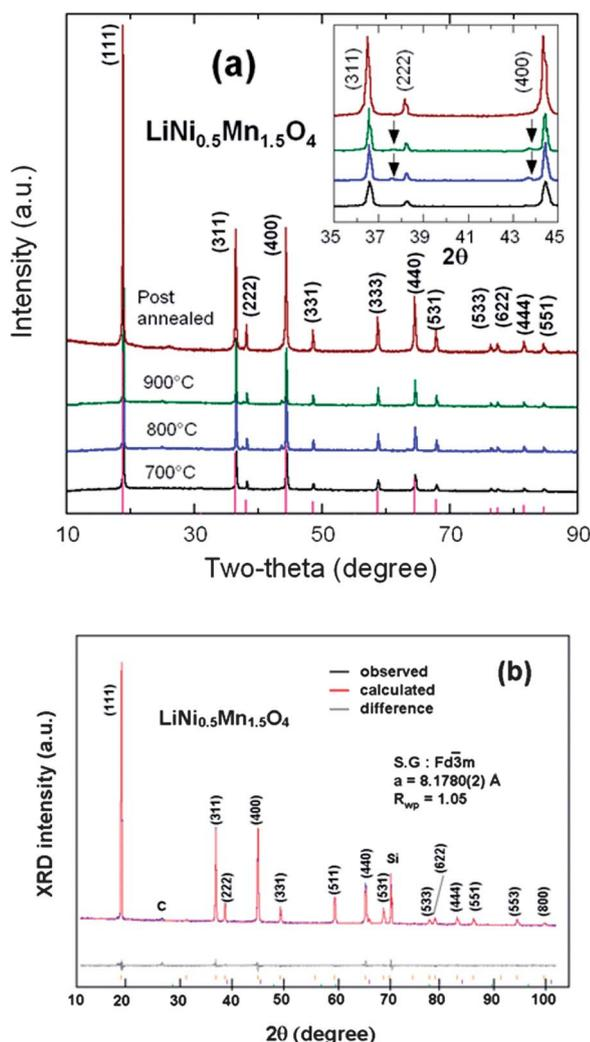 (a)
LiNi0.5Mn1.5O4
Intensity (a.u.)
(111)
(311)
(222)
(400)
(331)
(333)
(440)
(531)
(533)
(622)
(444)
(551)
Post
annealed
900°C
800°C
700°C
10 30 50 70 90
Two-theta (degree)
(311)
(222)
(400)
35 37 39 41 43 45
2θ
(b)
observed
calculated
difference
LiNi0.5Mn1.5O4
S.G : Fd3̅m
a = 8.1780(2) A
Rwp = 1.05
XRD intensity (a.u.)
(111)
C
(311)
(222)
(400)
(331)
(511)
(440)
(531)
Si
(533)
(622)
(444)
(551)
(553)
(800)
10 20 30 40 50 60 70 80 90 100
2θ (degree)